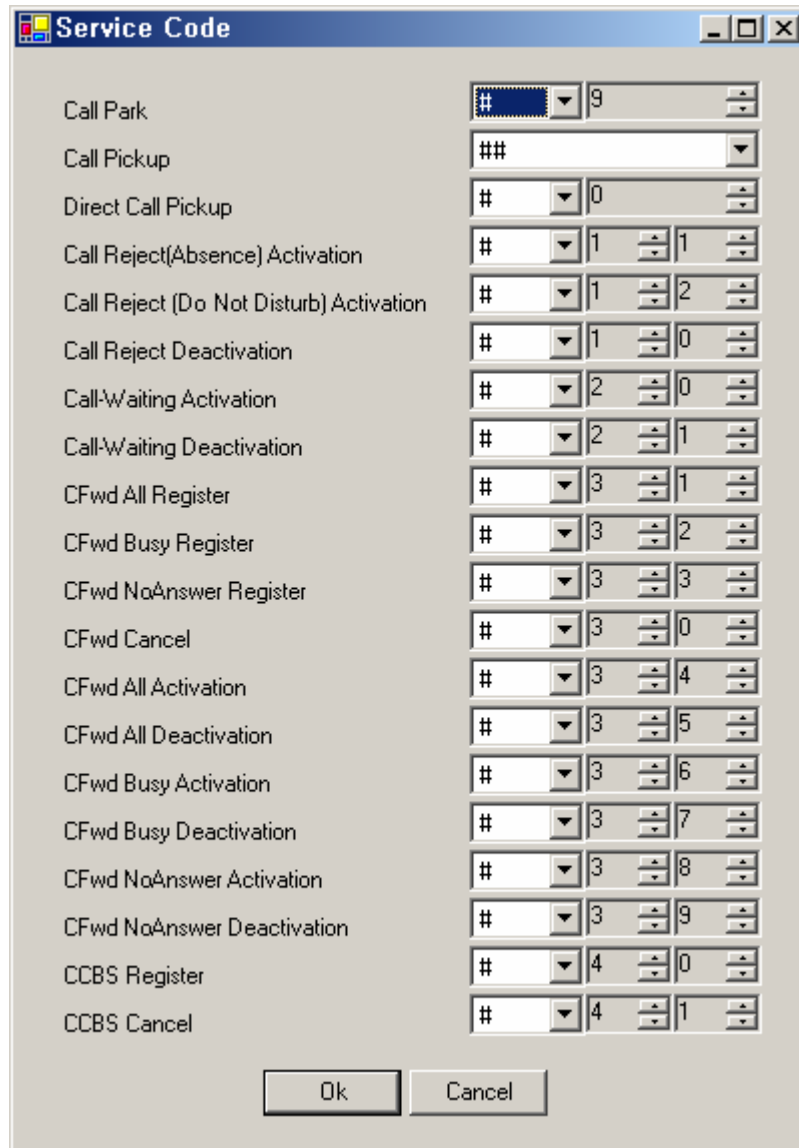 Service Code
Call Park # 9
Call Pickup ##
Direct Call Pickup # 0
Call Reject(Absence) Activation # 1 1
Call Reject (Do Not Disturb) Activation # 1 2
Call Reject Deactivation # 1 0
Call-Waiting Activation # 2 0
Call-Waiting Deactivation # 2 1
CFwd All Register # 3 1
CFwd Busy Register # 3 2
CFwd NoAnswer Register # 3 3
CFwd Cancel # 3 0
CFwd All Activation # 3 4
CFwd All Deactivation # 3 5
CFwd Busy Activation # 3 6
CFwd Busy Deactivation # 3 7
CFwd NoAnswer Activation # 3 8
CFwd NoAnswer Deactivation # 3 9
CCBS Register # 4 0
CCBS Cancel # 4 1
Ok Cancel